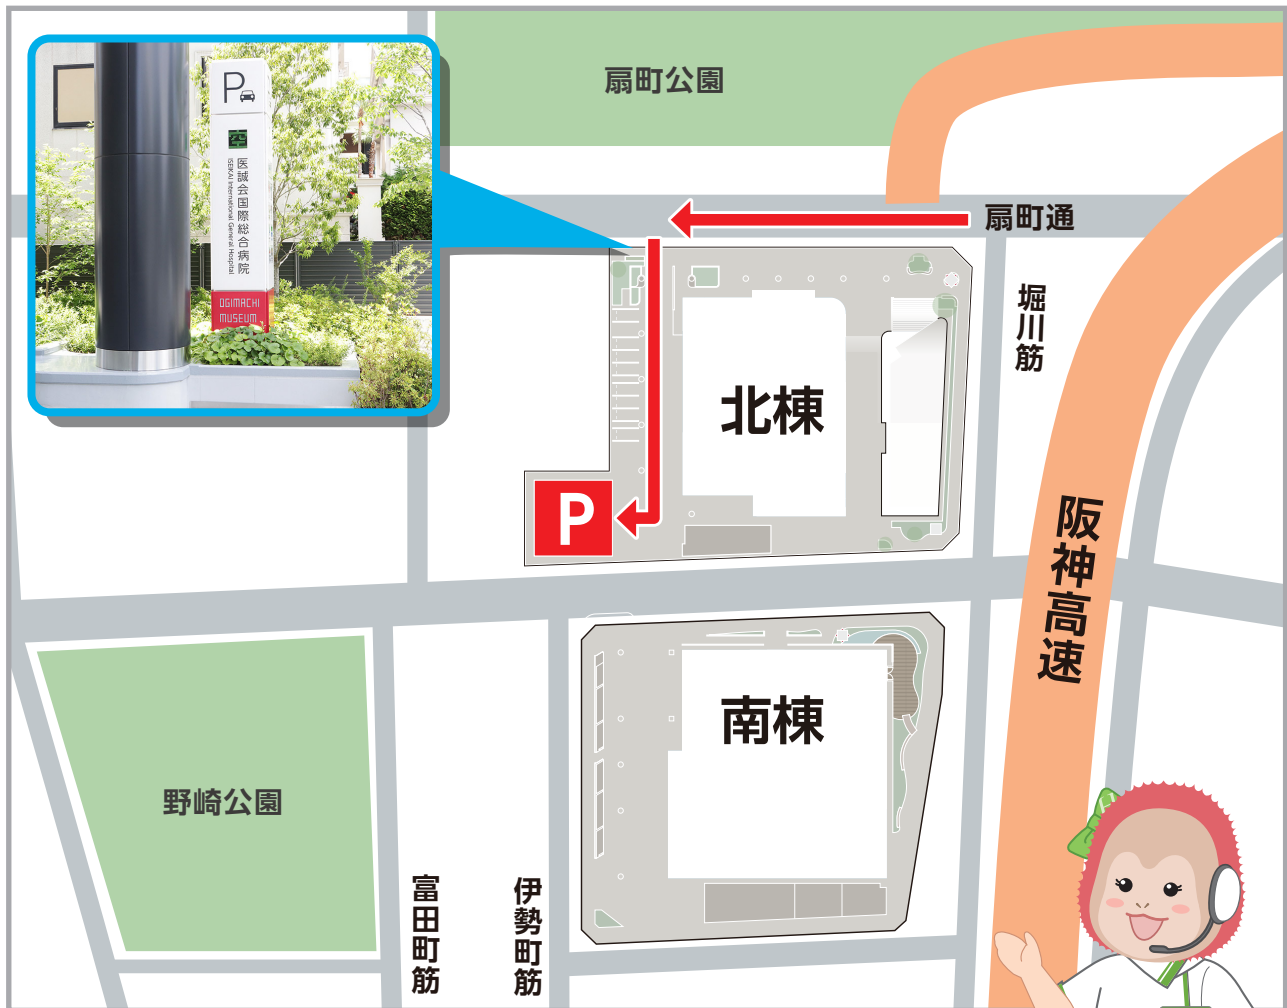 扇町公園
P
空
医誠会国際総合病院
ISEIKAI International General Hospital
OGIMACHI
MUSEUM
扇町通
堀川筋
北棟
P
阪神高速
南棟
野崎公園
富田町筋
伊勢町筋